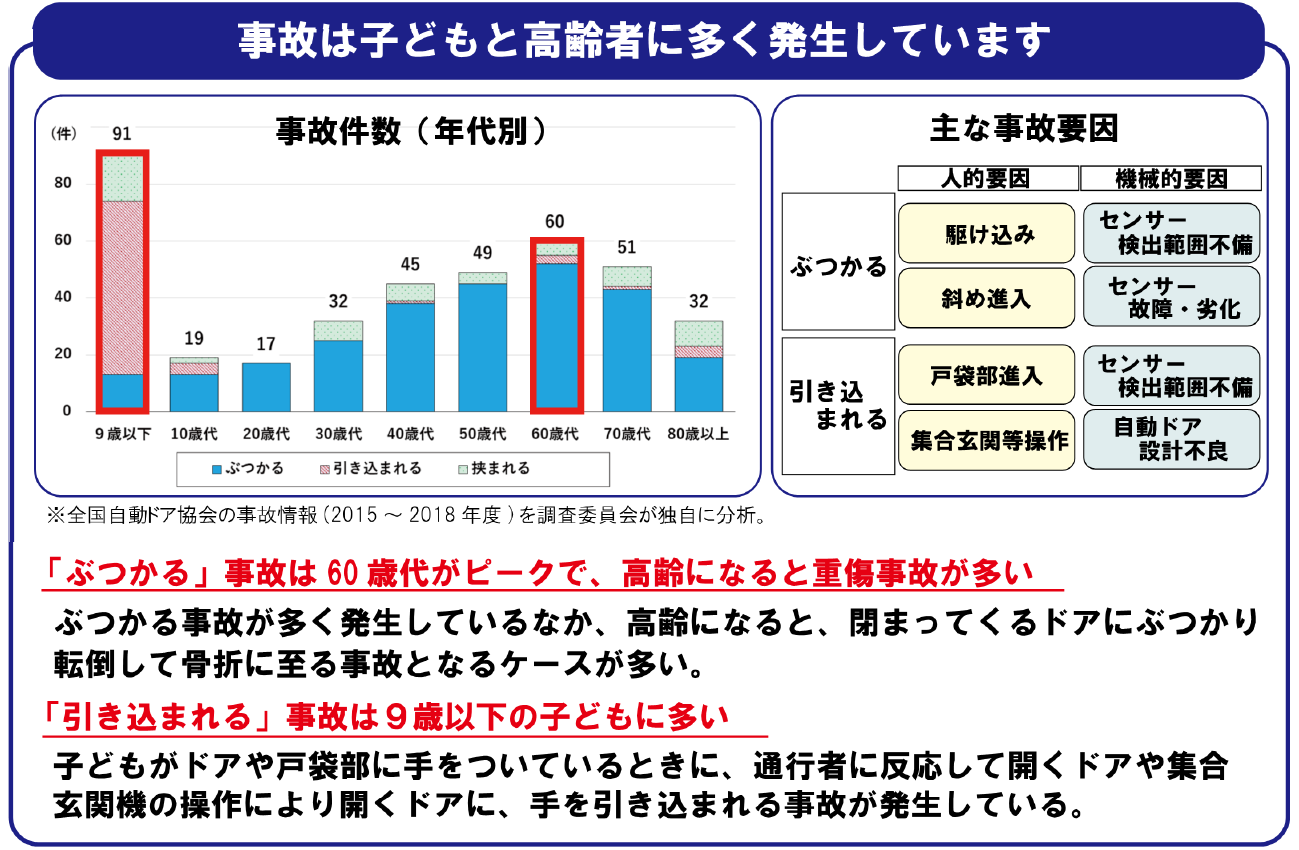 事故は子どもと高齢者に多く発生しています
事故件数（年代別）
（件）
91
80
60
40
20
0
19
17
32
45
49
60
51
32
９歳以下
10歳代
20歳代
30歳代
40歳代
50歳代
60歳代
70歳代
80歳以上
ぶつかる
引き込まれる
挟まれる
主な事故要因
人的要因
機械的要因
ぶつかる
駆け込み
センサー
検出範囲不備
斜め進入
センサー
故障・劣化
引き込
まれる
戸袋部進入
センサー
検出範囲不備
集合玄関等操作
自動ドア
設計不良
※全国自動ドア協会の事故情報（2015 ～ 2018 年度 ）を調査委員会が独自に分析。
「ぶつかる」事故は 60 歳代がピークで、高齢になると重傷事故が多い
ぶつかる事故が多く発生しているなか、高齢になると、閉まってくるドアにぶつかり
転倒して骨折に至る事故となるケースが多い。
「引き込まれる」事故は９歳以下の子どもに多い
子どもがドアや戸袋部に手をついているときに、通行者に反応して開くドアや集合
玄関機の操作により開くドアに、手を引き込まれる事故が発生している。